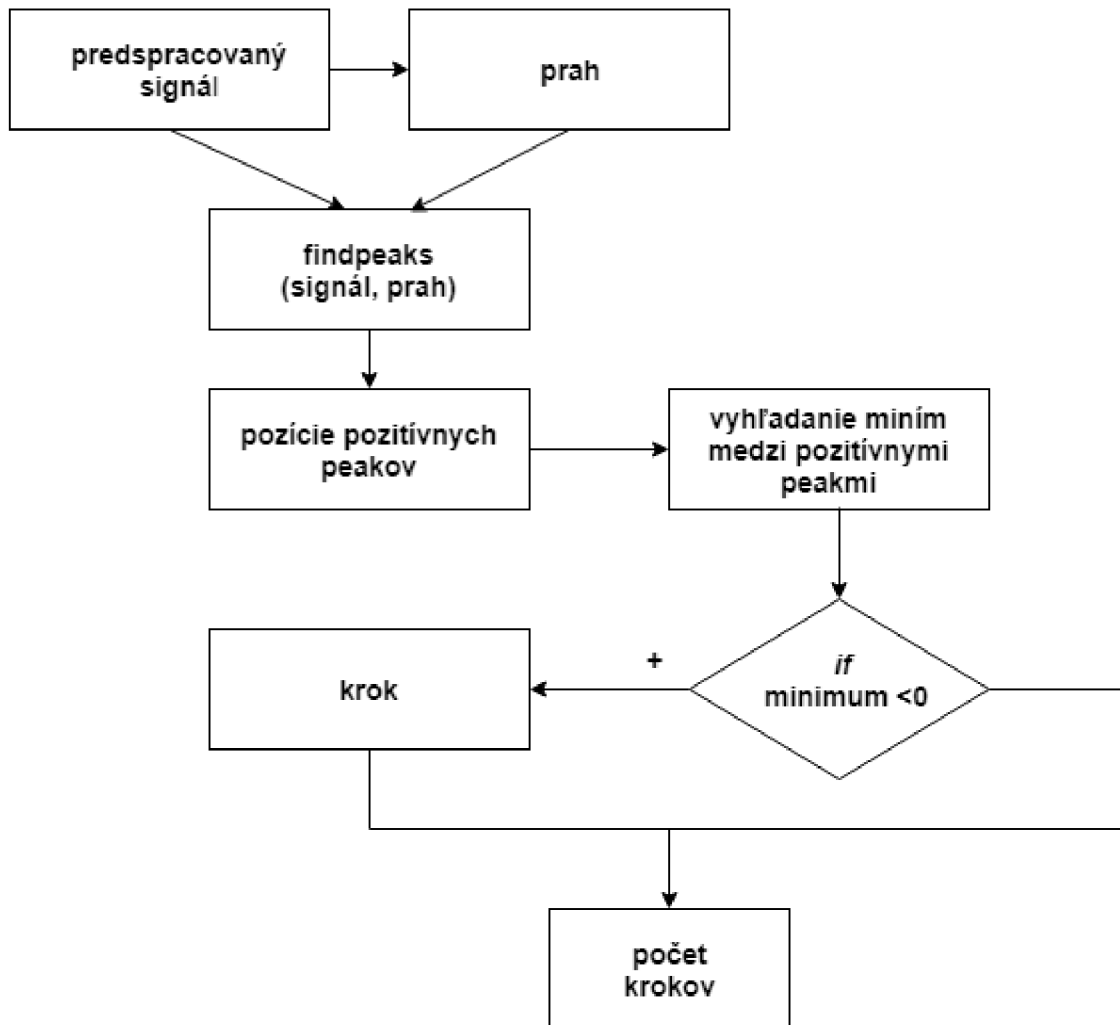 predspracovaný
signál
prah
findpeaks
(signál, prah)
pozície pozitívnych
peakov
vyhľadanie miním
medzi pozitívnymi
peakmi
if
minimum <0
+
krok
počet
krokov